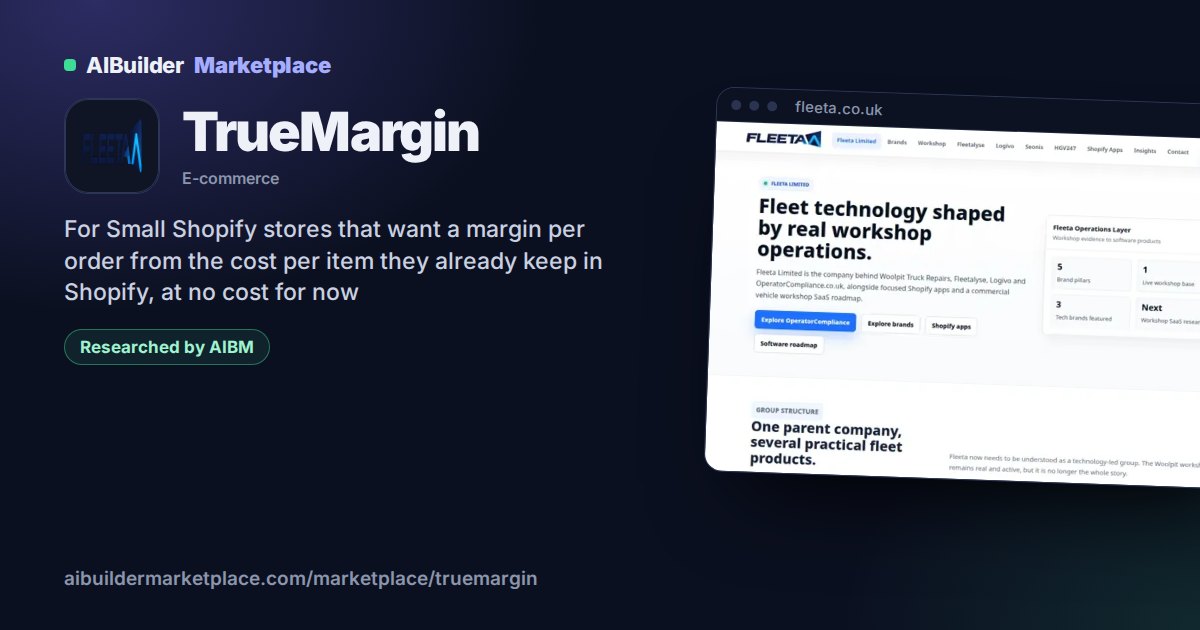 AIBuilder Marketplace
TrueMargin
E-commerce
For Small Shopify stores that want a margin per
order from the cost per item they already keep in
Shopify, at no cost for now
Researched by AIBM
aibuildermarketplace.com/marketplace/truemargin
fleeta.co.uk
FLEETA
Fleeta Limited Brands Workshop Fleetalyse Logivo Seonis HGV247 Shopify Apps Insights Contact
FLEETA LIMITED
Fleet technology shaped
by real workshop
operations.
Fleeta Limited is the company behind Woolpit Truck Repairs, Fleetalyse, Logivo and
OperatorCompliance.co.uk, alongside focused Shopify apps and a commercial
vehicle workshop SaaS roadmap.
Explore OperatorCompliance Explore brands Shopify apps
Software roadmap
Fleeta Operations Layer
Workshop evidence to software products
5
Brand pillars
1
Live workshop base
3
Tech brands featured
Next
Workshop SaaS
GROUP STRUCTURE
One parent company,
several practical fleet
products.
Fleeta now needs to be understood as a technology-led group. The Woolpit
remains real and active, but it is no longer the whole story.